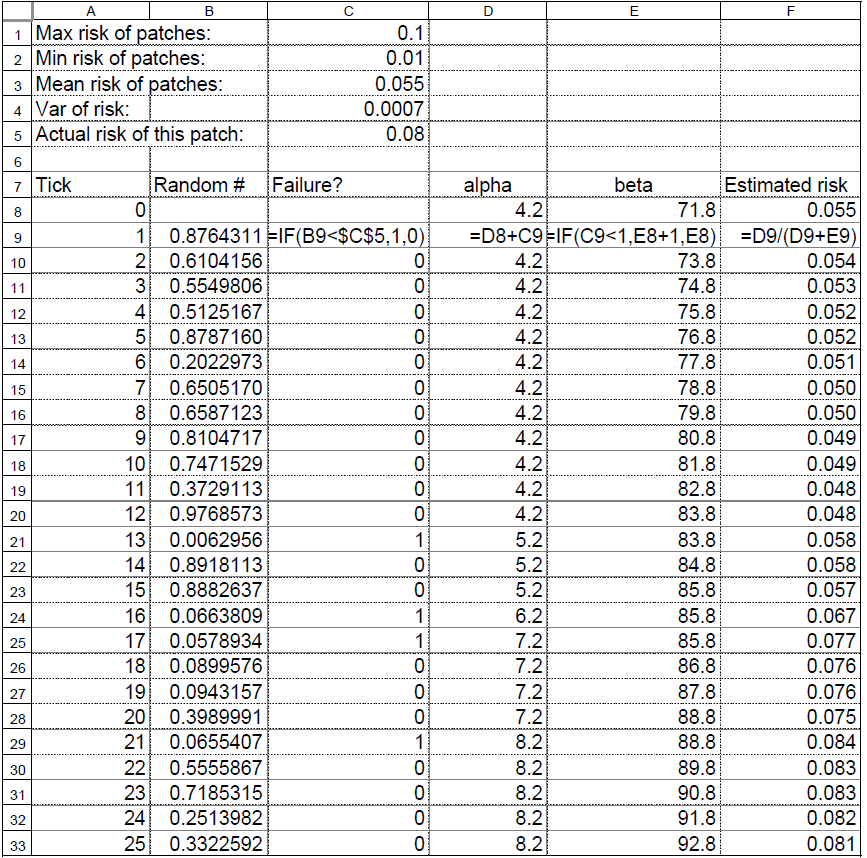 A B C D E F
1 Max risk of patches: 0.1
2 Min risk of patches: 0.01
3 Mean risk of patches: 0.055
4 Var of risk: 0.0007
5 Actual risk of this patch: 0.08
6
7 Tick Random # Failure? alpha beta Estimated risk
8 0 4.2 71.8 0.055
9 1 0.8764311 =IF(B9<$C$5,1,0) =D8+C9 =IF(C9<1,E8+1,E8) =D9/(D9+E9)
10 2 0.6104156 0 4.2 73.8 0.054
11 3 0.5549806 0 4.2 74.8 0.053
12 4 0.5125167 0 4.2 75.8 0.052
13 5 0.8787160 0 4.2 76.8 0.052
14 6 0.2022973 0 4.2 77.8 0.051
15 7 0.6505170 0 4.2 78.8 0.050
16 8 0.6587123 0 4.2 79.8 0.050
17 9 0.8104717 0 4.2 80.8 0.049
18 10 0.7471529 0 4.2 81.8 0.049
19 11 0.3729113 0 4.2 82.8 0.048
20 12 0.9768573 0 4.2 83.8 0.048
21 13 0.0062956 1 5.2 83.8 0.058
22 14 0.8918113 0 5.2 84.8 0.058
23 15 0.8882637 0 5.2 85.8 0.057
24 16 0.0663809 1 6.2 85.8 0.067
25 17 0.0578934 1 7.2 85.8 0.077
26 18 0.0899576 0 7.2 86.8 0.076
27 19 0.0943157 0 7.2 87.8 0.076
28 20 0.3989991 0 7.2 88.8 0.075
29 21 0.0655407 1 8.2 88.8 0.084
30 22 0.5555867 0 8.2 89.8 0.083
31 23 0.7185315 0 8.2 90.8 0.083
32 24 0.2513982 0 8.2 91.8 0.082
33 25 0.3322592 0 8.2 92.8 0.081